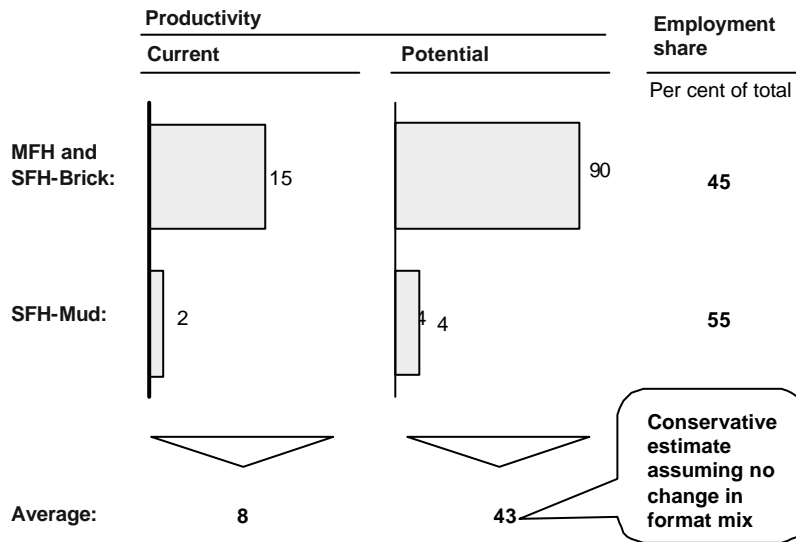 Productivity
Employment
share
Current
Potential
Per cent of total
MFH and
SFH-Brick:
15
90
45
SFH-Mud:
2
4
4
55
Conservative
estimate
assuming no
change in
format mix
Average:
8
43